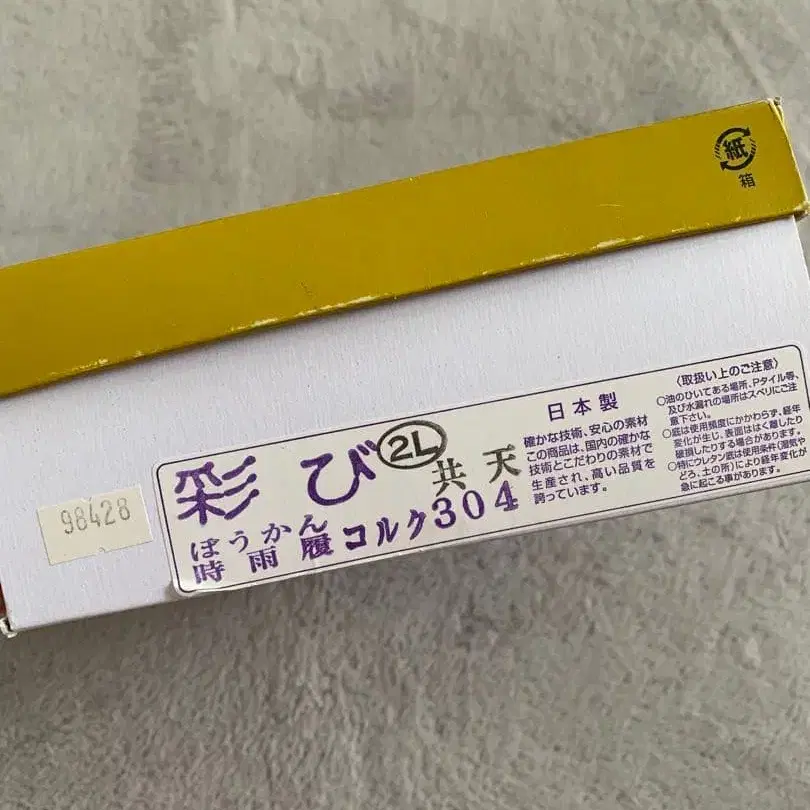 紙
箱
98428
彩び 2L 共天
ぼうかん
時雨履 コルク304
日本製
確かな技術、安心の素材
この商品は、国内の確かな
技術とこだわりの素材で
生産され、高い品質を
誇っています。
〈取扱い上のご注意〉
○油のひいてある場所、Pタイル等、
及び水漏れの場所はスベリにご注
意下さい。
○底は使用頻度にかかわらず、経年
変化が生じ、表面ははく離したり
破損したりする場合があります。
○特にウレタン底は使用条件(湿気や
どろ、土の所)により経年変化が
急に起こる事があります。